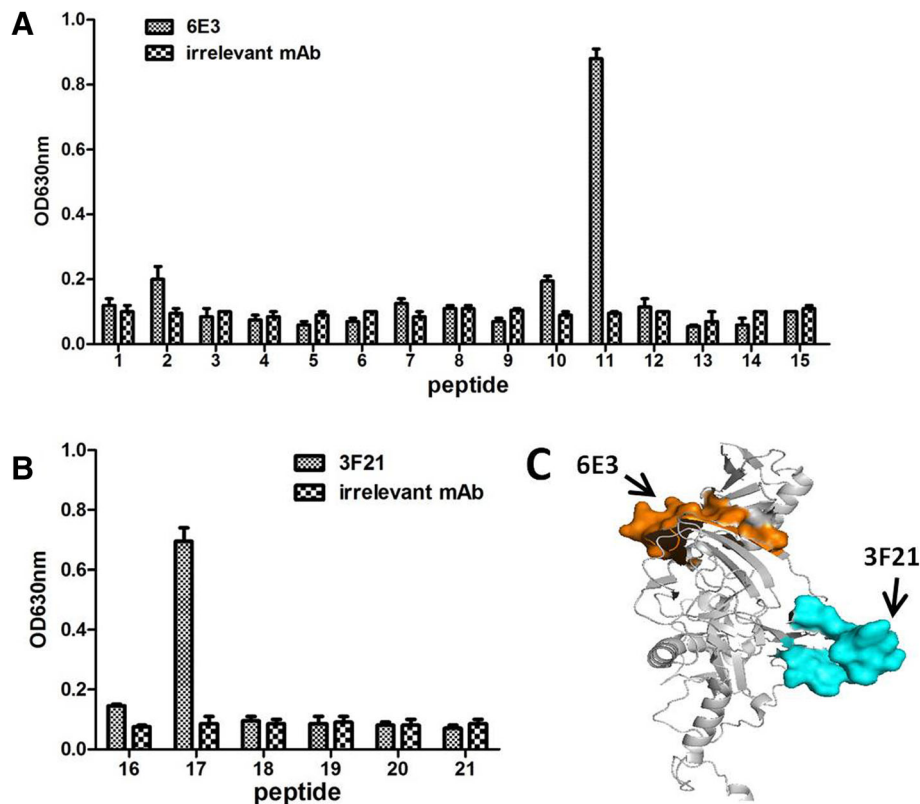 A
1.0
0.8
0.6
0.4
0.2
0.0
OD630nm
6E3
irrelevant mAb
1 2 3 4 5 6 7 8 9 10 11 12 13 14 15
peptide
B
1.0
0.8
0.6
0.4
0.2
0.0
OD630nm
3F21
irrelevant mAb
16 17 18 19 20 21
peptide
C
6E3
3F21